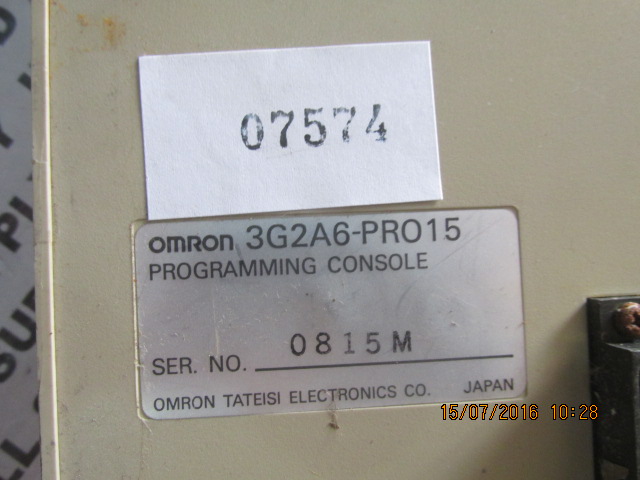 07574
omron 3G2A6-PRO15
PROGRAMMING CONSOLE
SER. NO. 0815M
OMRON TATEISI ELECTRONICS CO. JAPAN
15/07/2016 10:28